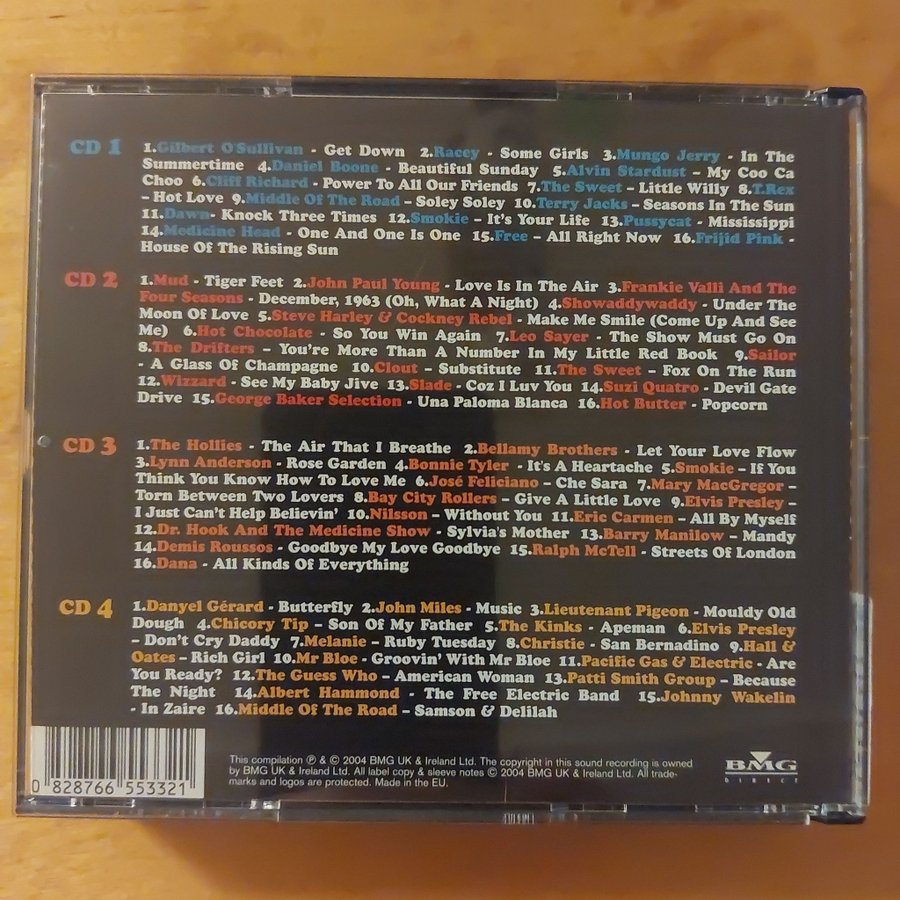 CD 1 1.Gilbert O'Sullivan - Get Down 2.Racey - Some Girls 3.Mungo Jerry - In The
Summertime 4.Daniel Boone - Beautiful Sunday 5.Alvin Stardust - My Coo Ca
Choo 6.Cliff Richard - Power To All Our Friends 7.The Sweet - Little Willy 8.T.Rex
- Hot Love 9.Middle Of The Road - Soley Soley 10.Terry Jacks - Seasons In The Sun
11.Dawn- Knock Three Times 12.Smokie - It's Your Life 13.Pussycat - Mississippi
14.Medicine Head - One And One Is One 15.Free - All Right Now 16.Frijid Pink -
House Of The Rising Sun
CD 2 1.Mud - Tiger Feet 2.John Paul Young - Love Is In The Air 3.Frankie Valli And The
Four Seasons - December, 1963 (Oh, What A Night) 4.Showaddywaddy - Under The
Moon Of Love 5.Steve Harley & Cockney Rebel - Make Me Smile (Come Up And See
Me) 6.Hot Chocolate - So You Win Again 7.Leo Sayer - The Show Must Go On
8.The Drifters - You're More Than A Number In My Little Red Book 9.Sailor
- A Glass Of Champagne 10.Clout - Substitute 11.The Sweet - Fox On The Run
12.Wizzard - See My Baby Jive 13.Slade - Coz I Luv You 14.Suzi Quatro - Devil Gate
Drive 15.George Baker Selection - Una Paloma Blanca 16.Hot Butter - Popcorn
CD 3 1.The Hollies - The Air That I Breathe 2.Bellamy Brothers - Let Your Love Flow
3.Lynn Anderson - Rose Garden 4.Bonnie Tyler - It's A Heartache 5.Smokie - If You
Think You Know How To Love Me 6.José Feliciano - Che Sara 7.Mary MacGregor -
Torn Between Two Lovers 8.Bay City Rollers - Give A Little Love 9.Elvis Presley -
I Just Can't Help Believin' 10.Nilsson - Without You 11.Eric Carmen - All By Myself
12.Dr. Hook And The Medicine Show - Sylvia's Mother 13.Barry Manilow - Mandy
14.Demis Roussos - Goodbye My Love Goodbye 15.Ralph McTell - Streets Of London
16.Dana - All Kinds Of Everything
CD 4 1.Danyel Gérard - Butterfly 2.John Miles - Music 3.Lieutenant Pigeon - Mouldy Old
Dough 4.Chicory Tip - Son Of My Father 5.The Kinks - Apeman 6.Elvis Presley
- Don't Cry Daddy 7.Melanie - Ruby Tuesday 8.Christie - San Bernadino 9.Hall &
Oates - Rich Girl 10.Mr Bloe - Groovin' With Mr Bloe 11.Pacific Gas & Electric - Are
You Ready? 12.The Guess Who - American Woman 13.Patti Smith Group - Because
The Night 14.Albert Hammond - The Free Electric Band 15.Johnny Wakelin
- In Zaire 16.Middle Of The Road - Samson & Delilah
This compilation ℗ & © 2004 BMG UK & Ireland Ltd. The copyright in this sound recording is owned
by BMG UK & Ireland Ltd. All label copy & sleeve notes © 2004 BMG UK & Ireland Ltd. All trade-
marks and logos are protected. Made in the EU.
0 828766 553321
BMG
DIRECT